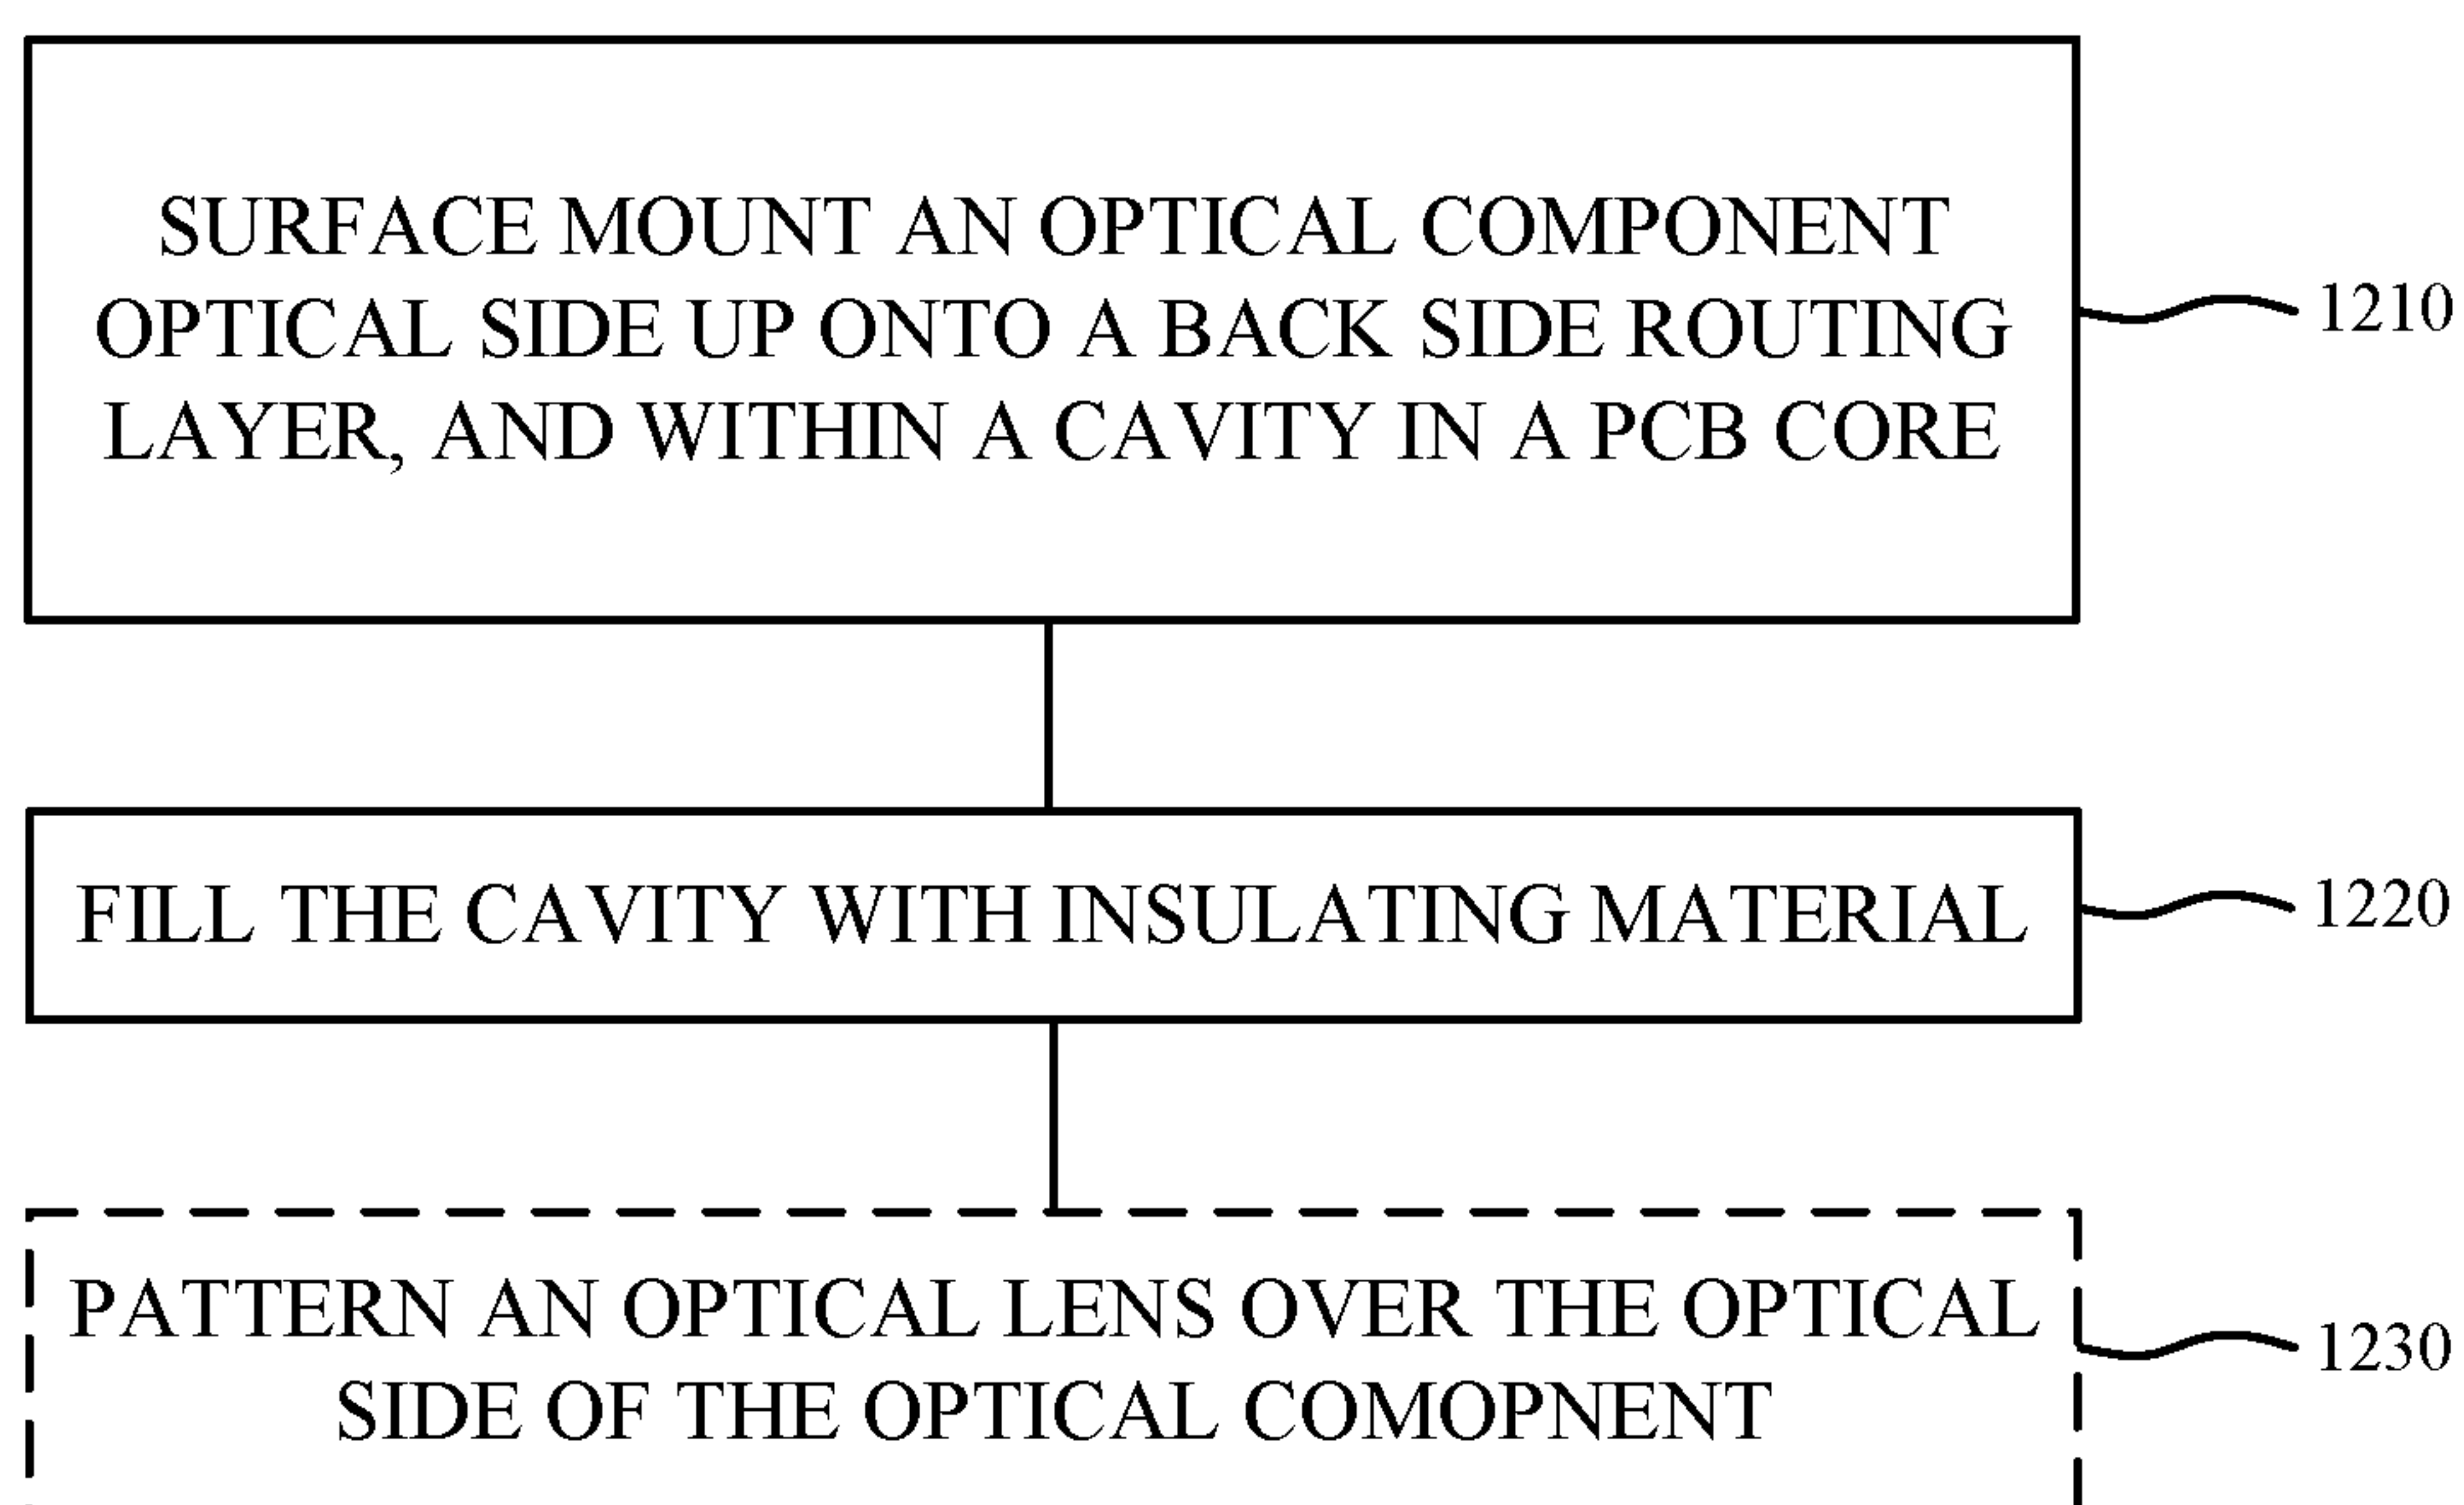 SURFACE MOUNT AN OPTICAL COMPONENT
OPTICAL SIDE UP ONTO A BACK SIDE ROUTING
LAYER, AND WITHIN A CAVITY IN A PCB CORE
1210
FILL THE CAVITY WITH INSULATING MATERIAL
1220
PATTERN AN OPTICAL LENS OVER THE OPTICAL
SIDE OF THE OPTICAL COMOPNENT
1230